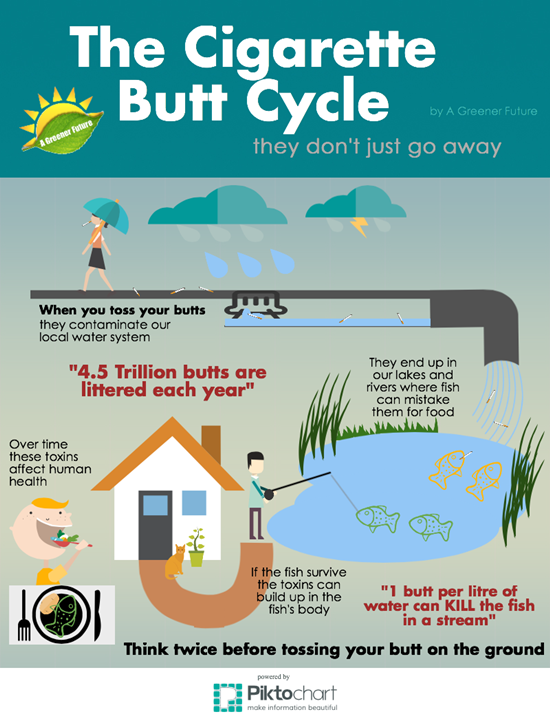 The Cigarette
Butt Cycle
by A Greener Future
A Greener Future
they don't just go away
When you toss your butts
they contaminate our
local water system
"4.5 Trillion butts are
littered each year"
They end up in
our lakes and
rivers where fish
can mistake
them for food
Over time
these toxins
affect human
health
If the fish survive
the toxins can
build up in the
fish's body
"1 butt per litre of
water can KILL the fish
in a stream"
Think twice before tossing your butt on the ground
powered by
Piktochart
make information beautiful